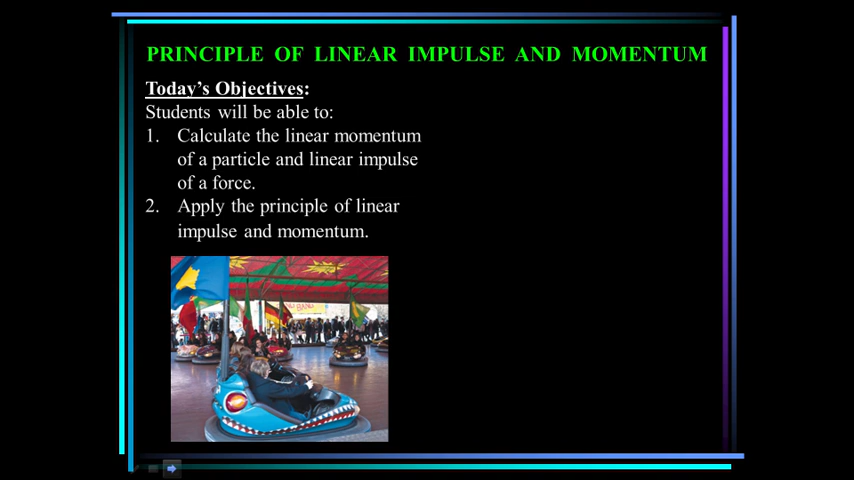 PRINCIPLE OF LINEAR IMPULSE AND MOMENTUM
Today's Objectives:
Students will be able to:
1. Calculate the linear momentum
of a particle and linear impulse
of a force.
2. Apply the principle of linear
impulse and momentum.